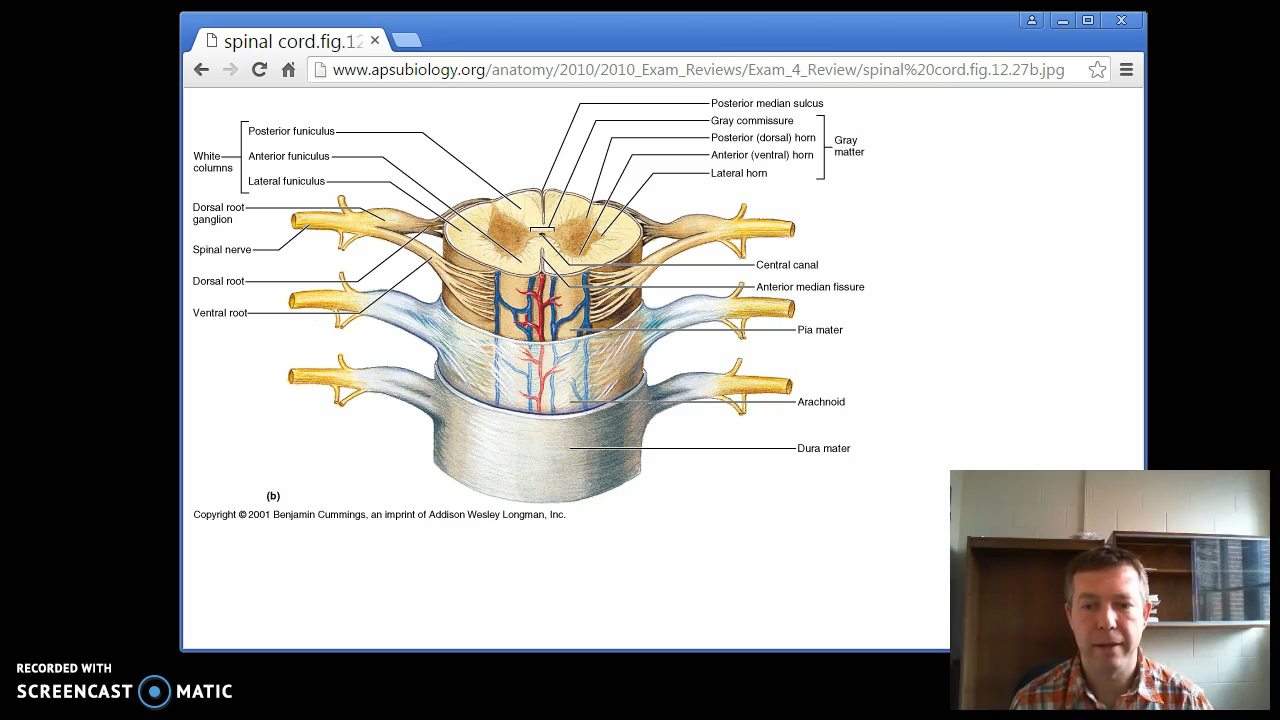 spinal cord.fig.12
www.apsubiology.org/anatomy/2010/2010_Exam_Reviews/Exam_4_Review/spinal%20cord.fig.12.27b.jpg
Posterior median sulcus
Gray commissure
Posterior (dorsal) horn
Anterior (ventral) horn
Lateral horn
Gray
matter
Posterior funiculus
Anterior funiculus
Lateral funiculus
White
columns
Dorsal root
ganglion
Spinal nerve
Dorsal root
Ventral root
Central canal
Anterior median fissure
Pia mater
Arachnoid
Dura mater
(b)
Copyright © 2001 Benjamin Cummings, an imprint of Addison Wesley Longman, Inc.
RECORDED WITH
SCREENCAST MATIC